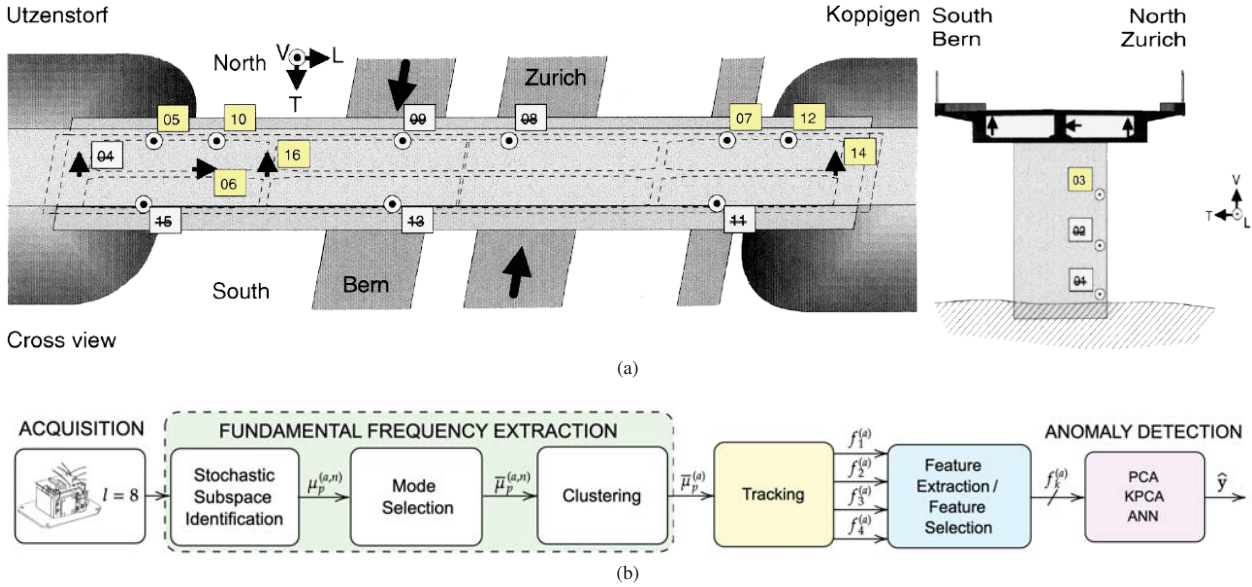 Utzenstorf
Koppigen
South
Bern
North
Zurich
North
V
L
T
Zurich
05
10
09
08
07
12
04
16
06
14
15
13
11
South
Bern
Cross view
03
02
01
V
T
L
(a)
ACQUISITION
FUNDAMENTAL FREQUENCY EXTRACTION
ANOMALY DETECTION
l = 8
Stochastic
Subspace
Identification
μₚ⁽ᵃ,ⁿ⁾
Mode
Selection
μ̅ₚ⁽ᵃ,ⁿ⁾
Clustering
μ̅ₚ⁽ᵃ⁾
Tracking
f₁⁽ᵃ⁾
f₂⁽ᵃ⁾
f₃⁽ᵃ⁾
f₄⁽ᵃ⁾
Feature
Extraction /
Feature
Selection
fₖ⁽ᵃ⁾
PCA
KPCA
ANN
ŷ
(b)